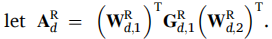 let A_d^R = (W_{d,1}^R)^T G_{d,1}^R (W_{d,2}^R)^T.